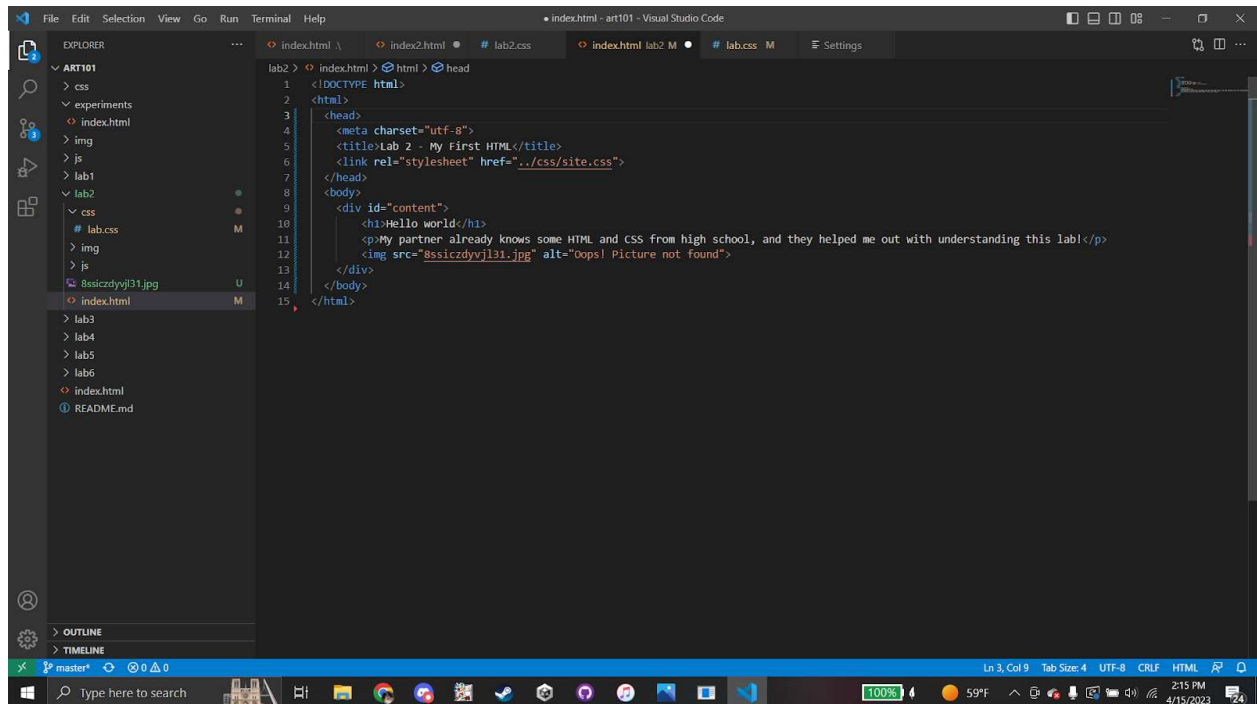 File Edit Selection View Go Run Terminal Help
● index.html - art101 - Visual Studio Code
EXPLORER
index.html .\ index2.html # lab2.css index.html lab2 M # lab.css M Settings
lab2 > index.html > html > head
ART101
css
experiments
index.html
img
js
lab1
lab2
css
# lab.css M
img
js
8ssiczdyvjl31.jpg U
index.html M
lab3
lab4
lab5
lab6
index.html
README.md
OUTLINE
TIMELINE
2
3
1 <!DOCTYPE html>
2 <html>
3 <head>
4 <meta charset="utf-8">
5 <title>Lab 2 - My First HTML</title>
6 <link rel="stylesheet" href="../css/site.css">
7 </head>
8 <body>
9 <div id="content">
10 <h1>Hello world</h1>
11 <p>My partner already knows some HTML and CSS from high school, and they helped me out with understanding this lab!</p>
12 <img src="8ssiczdyvjl31.jpg" alt="Oops! Picture not found">
13 </div>
14 </body>
15 </html>
master* 0 0 Ln 3, Col 9 Tab Size: 4 UTF-8 CRLF HTML
Type here to search 100% 59°F 2:15 PM
4/15/2023 24